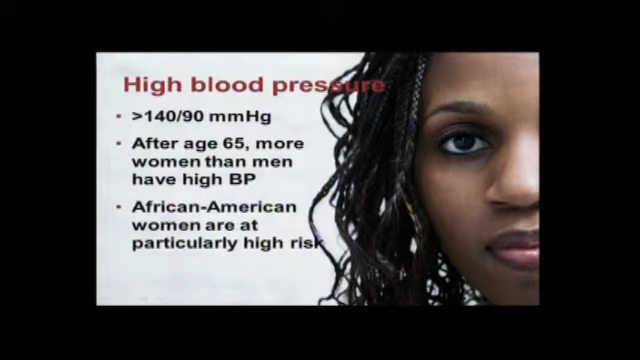 High blood pressure
• >140/90 mmHg
• After age 65, more
women than men
have high BP
• African-American
women are at
particularly high risk